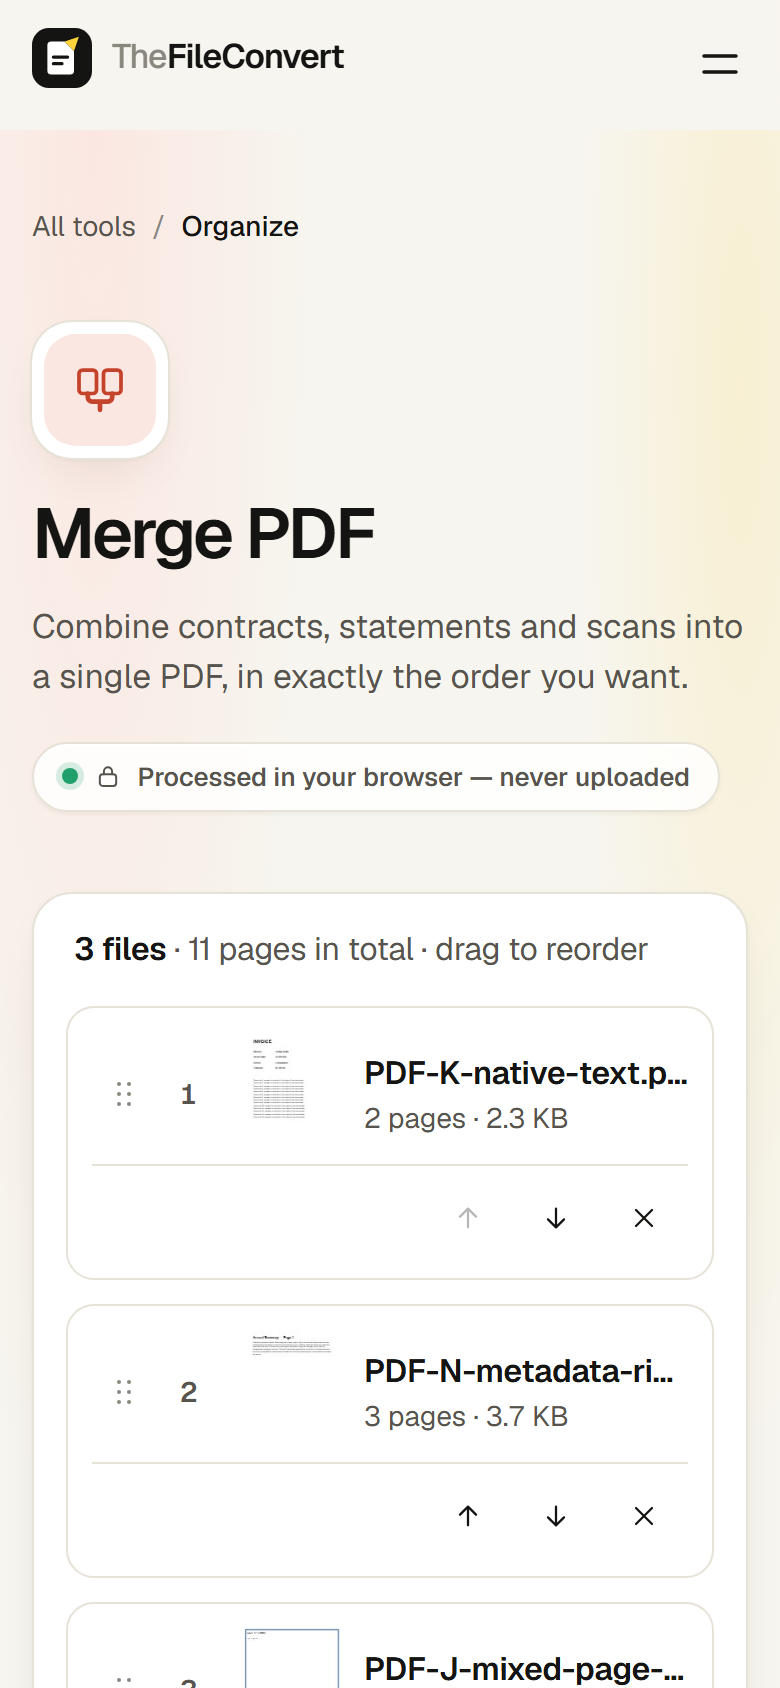 TheFileConvert
All tools / Organize
Merge PDF
Combine contracts, statements and scans into
a single PDF, in exactly the order you want.
Processed in your browser — never uploaded
3 files · 11 pages in total · drag to reorder
INVOICE
1
PDF-K-native-text.p...
2 pages · 2.3 KB
2
PDF-N-metadata-ri...
3 pages · 3.7 KB
PDF-J-mixed-page-...